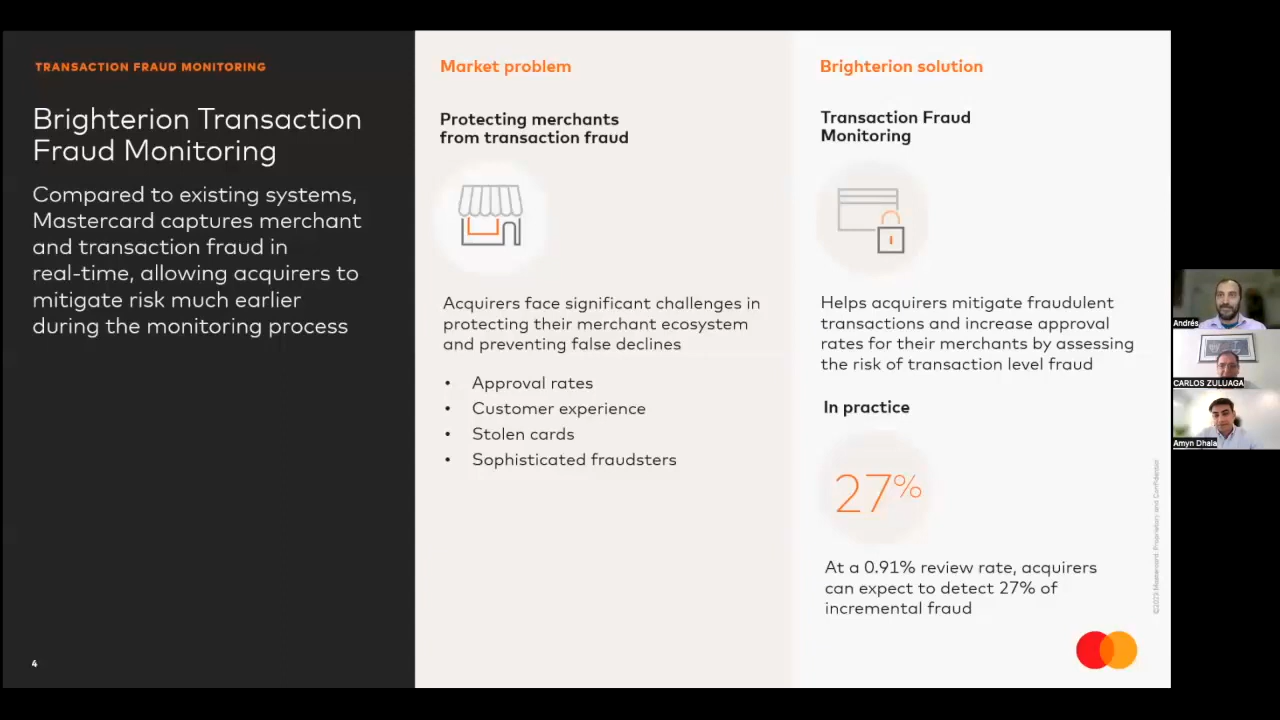 TRANSACTION FRAUD MONITORING
Brighterion Transaction
Fraud Monitoring
Compared to existing systems,
Mastercard captures merchant
and transaction fraud in
real-time, allowing acquirers to
mitigate risk much earlier
during the monitoring process
4
Market problem
Protecting merchants
from transaction fraud
Acquirers face significant challenges in
protecting their merchant ecosystem
and preventing false declines
• Approval rates
• Customer experience
• Stolen cards
• Sophisticated fraudsters
Brighterion solution
Transaction Fraud
Monitoring
Helps acquirers mitigate fraudulent
transactions and increase approval
rates for their merchants by assessing
the risk of transaction level fraud
In practice
27%
At a 0.91% review rate, acquirers
can expect to detect 27% of
incremental fraud
Mastercard. Proprietary and Confidential
Andrés
CARLOS ZULUAGA
Amyn Dhala